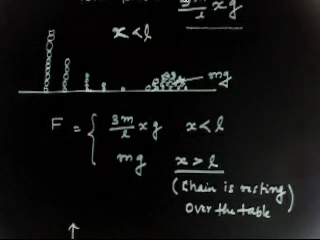 3m/l xg
x < l
mg
F = { 3m/l xg x < l
mg x > l
(Chain is resting
over the table)